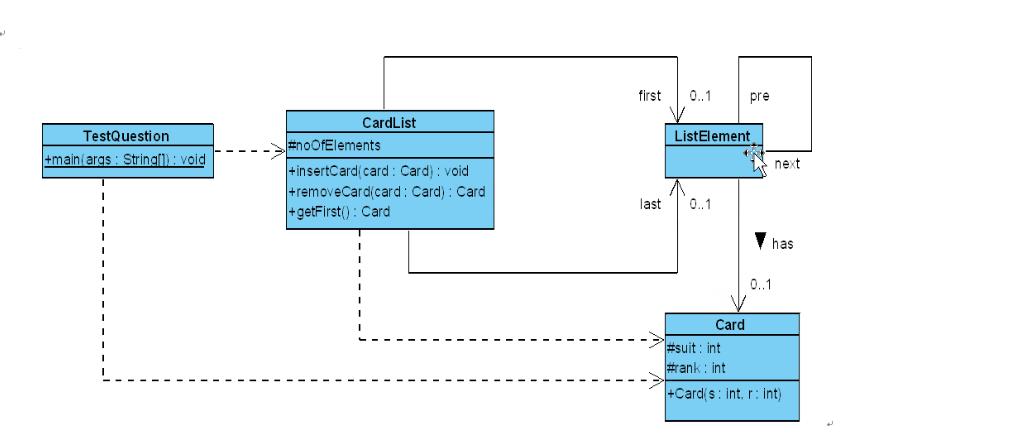 first
0..1
pre
TestQuestion
+main(args : String[]) : void
CardList
#noOfElements
+insertCard(card : Card) : void
+removeCard(card : Card) : Card
+getFirst() : Card
ListElement
next
last
0..1
has
0..1
Card
#suit : int
#rank : int
+Card(s : int, r : int)